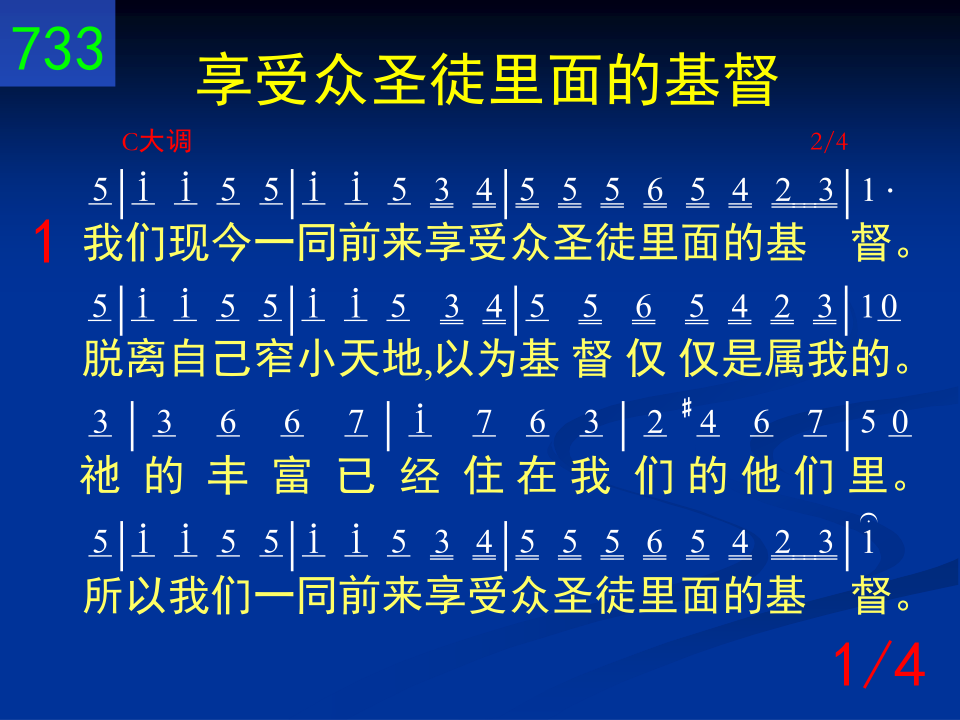 733
享受众圣徒里面的基督
C大调 2/4
5|i i 5 5|i i 5 3 4|5 5 5 6 5 4 2 3|1·
1 我们现今一同前来享受众圣徒里面的基 督。
5|i i 5 5|i i 5 3 4|5 5 6 5 4 2 3|1 0
脱离自己窄小天地,以为基 督 仅 仅是属我的。
3|3 6 6 7|i 7 6 3|2 #4 6 7|5 0
祂 的 丰 富 已 经 住 在 我 们 的 他 们 里。
5|i i 5 5|i i 5 3 4|5 5 5 6 5 4 2 3|i
所以我们一同前来享受众圣徒里面的基 督。
1/4